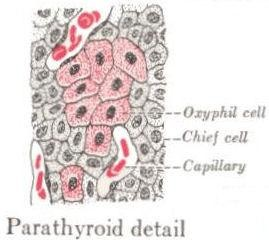 Oxyphil cell
Chief cell
Capillary
Parathyroid detail